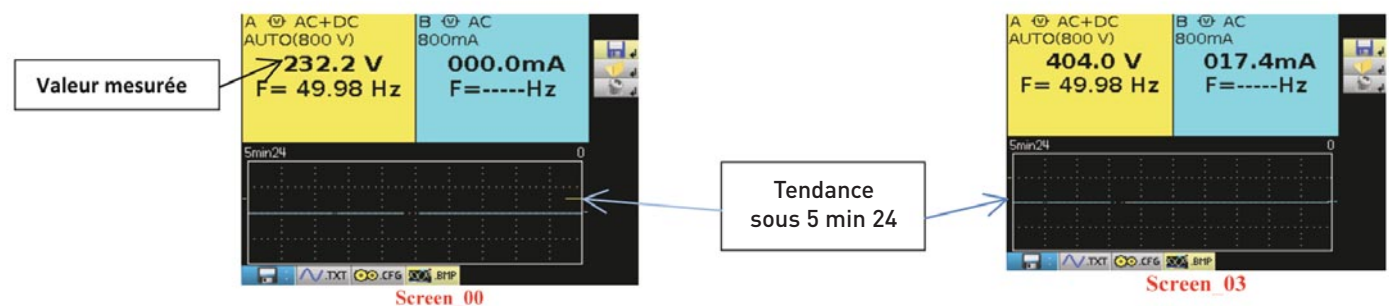 Valeur mesurée
A V AC+DC
AUTO(800 V)
232.2 V
F= 49.98 Hz
B V AC
800mA
000.0mA
F=-----Hz
5min24 0
.TXT .CFG .BMP
Screen_00
Tendance
sous 5 min 24
A V AC+DC
AUTO(800 V)
404.0 V
F= 49.98 Hz
B V AC
800mA
017.4mA
F=-----Hz
5min24 0
.TXT .CFG .BMP
Screen_03